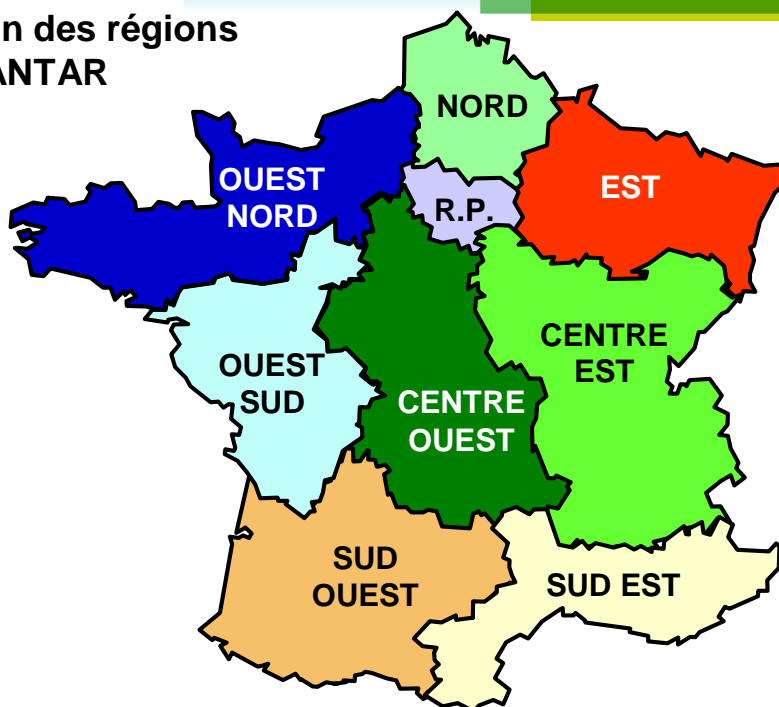 n des régions
ANTAR
NORD
OUEST
NORD
R.P.
EST
CENTRE
EST
OUEST
SUD
CENTRE
OUEST
SUD
OUEST
SUD EST